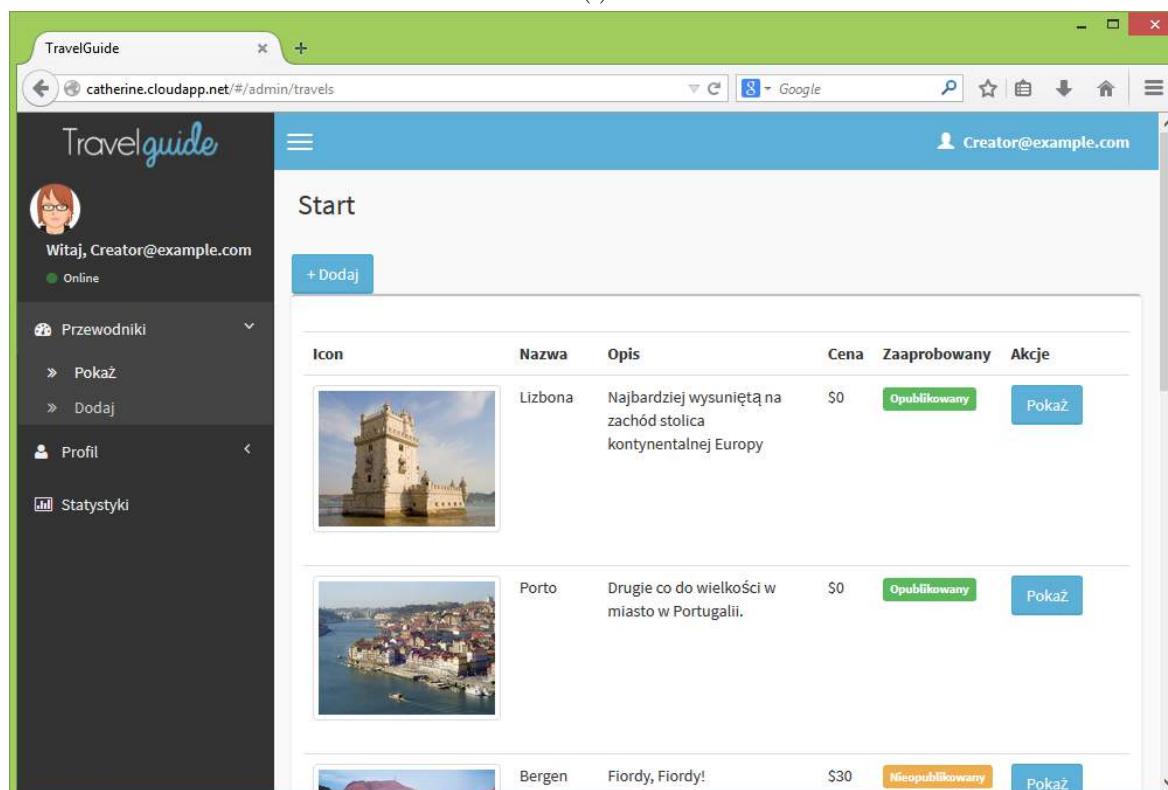 TravelGuide
catherine.cloudapp.net/#/admin/travels
Google
Travelguide
Creator@example.com
Witaj, Creator@example.com
Online
Przewodniki
Pokaż
Dodaj
Profil
Statystyki
Start
+ Dodaj
Icon Nazwa Opis Cena Zaaprobowany Akcje
Lizbona Najbardziej wysuniętą na $0 Opublikowany Pokaż
zachód stolica
kontynentalnej Europy
Porto Drugie co do wielkości w $0 Opublikowany Pokaż
miasto w Portugalii.
Bergen Fiordy, Fiordy! $30 Nieopublikowany Pokaż